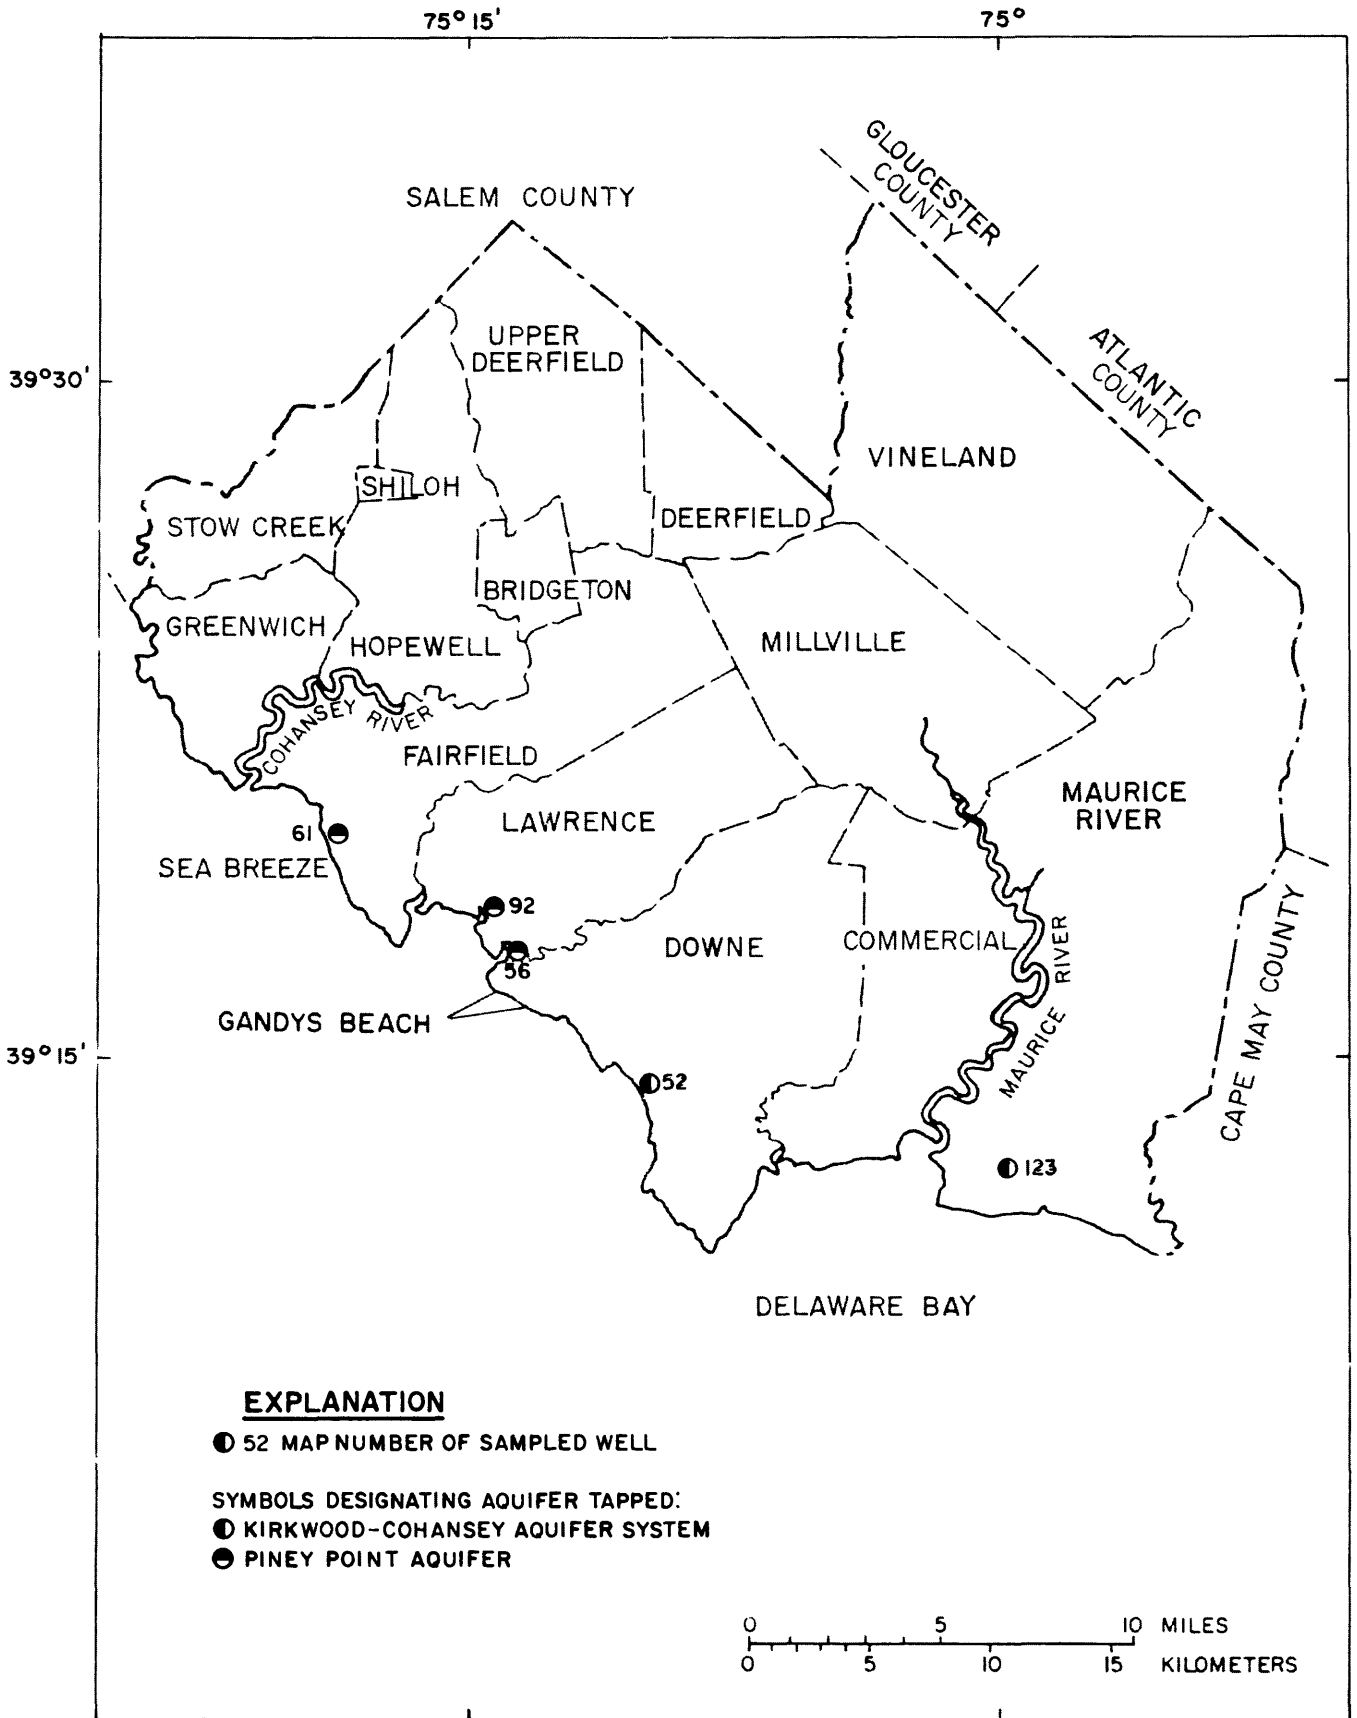 75°15'
75°
GLOUCESTER
COUNTY
SALEM COUNTY
UPPER
DEERFIELD
39°30'
ATLANTIC
COUNTY
VINELAND
SHILOH
STOW CREEK
DEERFIELD
BRIDGETON
GREENWICH
HOPEWELL
MILLVILLE
COHANSEY RIVER
FAIRFIELD
MAURICE
RIVER
LAWRENCE
61
SEA BREEZE
92
DOWNE
COMMERCIAL
56
GANDYS BEACH
MAURICE RIVER
CAPE MAY COUNTY
39°15'
52
123
DELAWARE BAY
EXPLANATION
52 MAP NUMBER OF SAMPLED WELL
SYMBOLS DESIGNATING AQUIFER TAPPED:
KIRKWOOD-COHANSEY AQUIFER SYSTEM
PINEY POINT AQUIFER
0 5 10 MILES
0 5 10 15 KILOMETERS